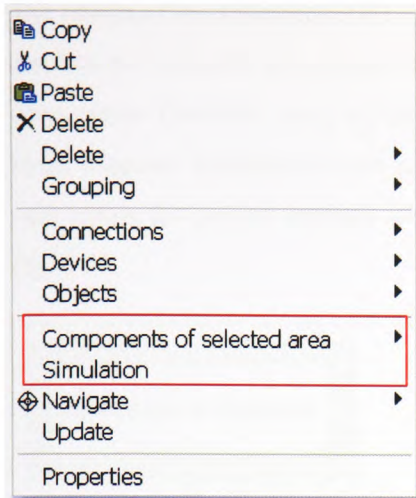 Copy
Cut
Paste
Delete
Delete
Grouping
Connections
Devices
Objects
Components of selected area
Simulation
Navigate
Update
Properties